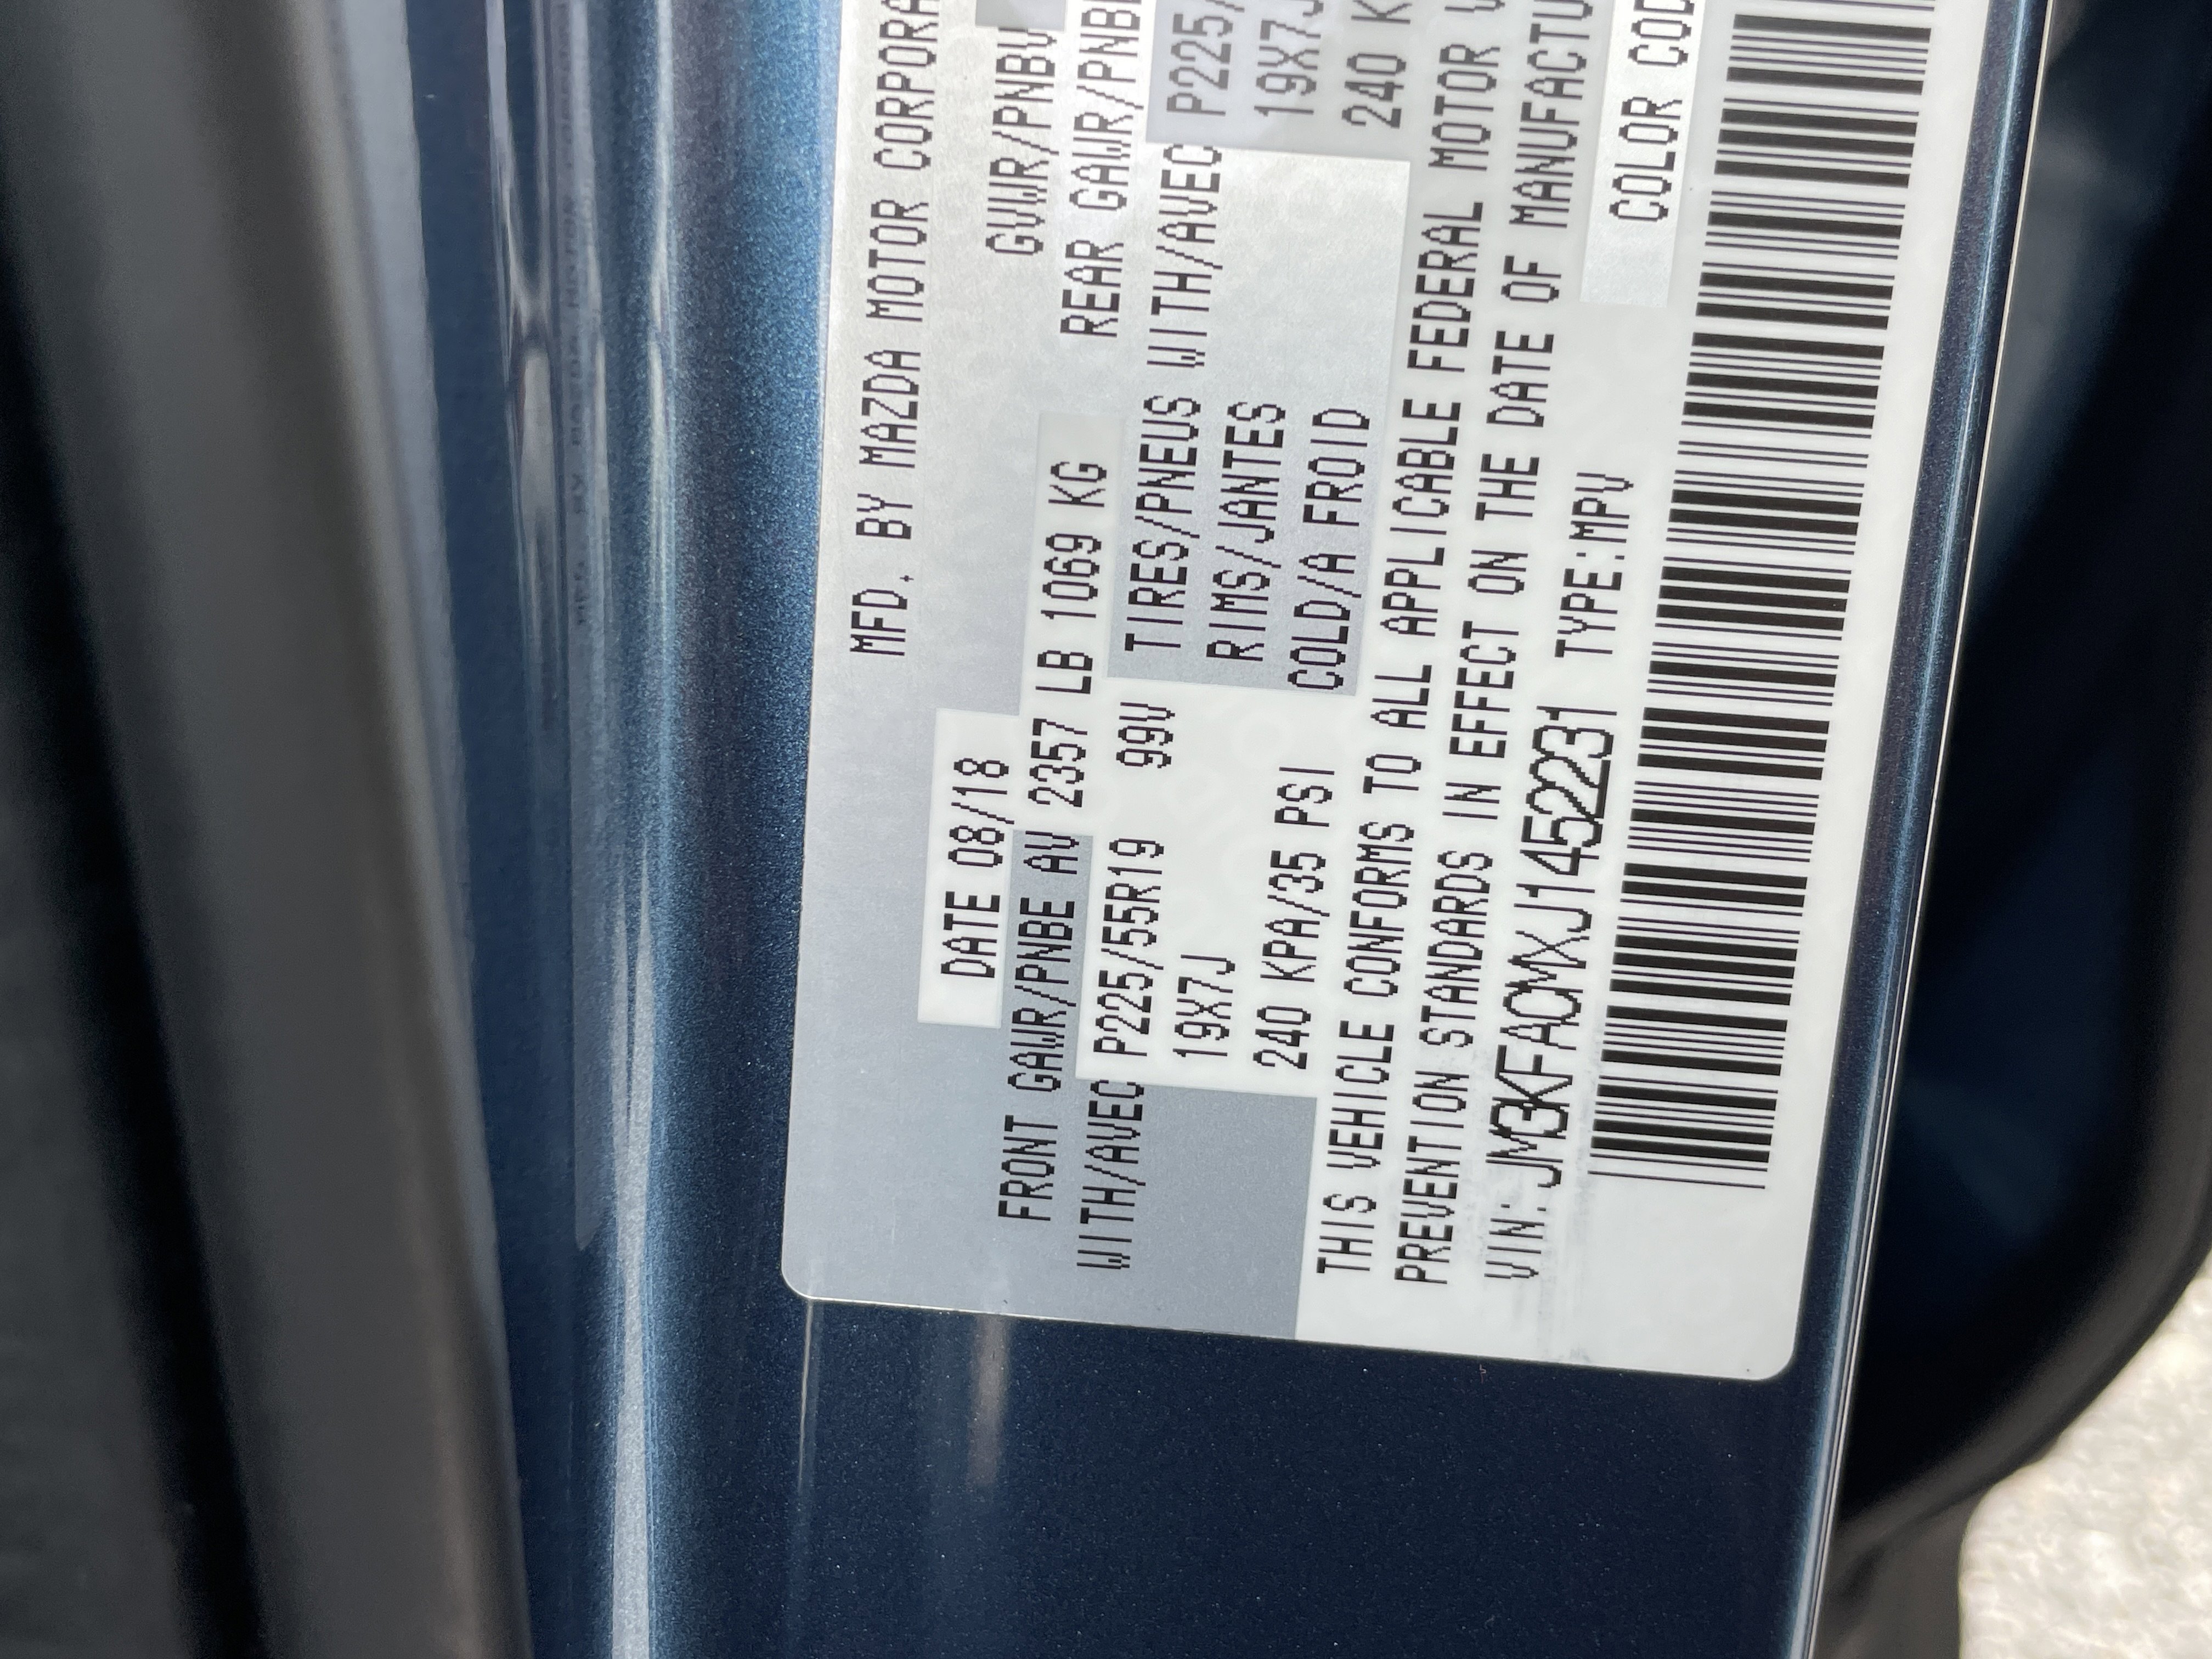 MFD. BY MAZDA MOTOR CORPORA
DATE 08/18 GVWR/PNBV
FRONT GAWR/PNBE AV 2357 LB 1069 KG REAR GAWR/PNBE
WITH/AVEC P225/55R19 99V TIRES/PNEUS WITH/AVEC P225/
19X7J RIMS/JANTES 19X7J
240 KPA/35 PSI COLD/A FROID 240 K
THIS VEHICLE CONFORMS TO ALL APPLICABLE FEDERAL MOTOR V
PREVENTION STANDARDS IN EFFECT ON THE DATE OF MANUFACTU
VIN: JM3KFACMXJ1452231 TYPE:MPV COLOR COD